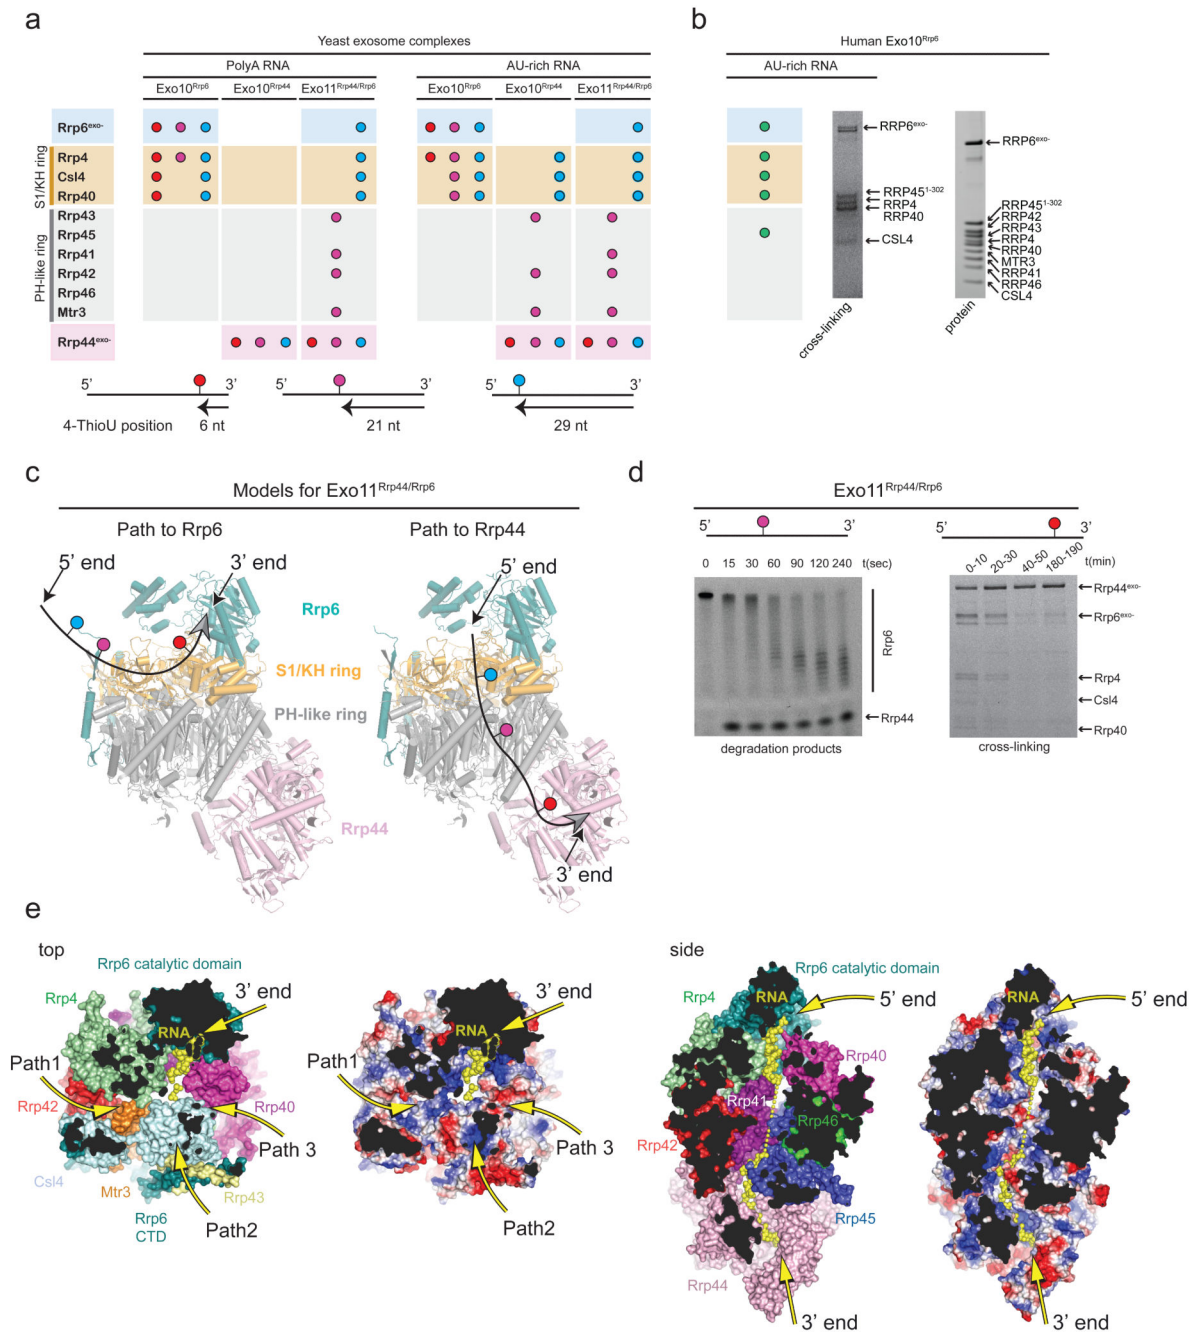 a
Yeast exosome complexes
PolyA RNA
AU-rich RNA
Exo10Rrp6
Exo10Rrp44
Exo11Rrp44/Rrp6
Exo10Rrp6
Exo10Rrp44
Exo11Rrp44/Rrp6
Rrp6exo-
S1/KH ring
Rrp4
Csl4
Rrp40
PH-like ring
Rrp43
Rrp45
Rrp41
Rrp42
Rrp46
Mtr3
Rrp44exo-
5’
3’
5’
3’
5’
3’
4-ThioU position
6 nt
21 nt
29 nt
b
Human Exo10Rrp6
AU-rich RNA
RRP6exo-
RRP451-302
RRP4
RRP40
CSL4
cross-linking
RRP6exo-
RRP451-302
RRP42
RRP43
RRP4
RRP40
MTR3
RRP41
RRP46
CSL4
protein
c
Models for Exo11Rrp44/Rrp6
Path to Rrp6
Path to Rrp44
5’ end
3’ end
5’ end
Rrp6
S1/KH ring
PH-like ring
Rrp44
3’ end
d
Exo11Rrp44/Rrp6
5’
3’
5’
3’
0 15 30 60 90 120 240 t(sec)
Rrp6
Rrp44
degradation products
0-10 20-30 40-50 180-190 t(min)
Rrp44exo-
Rrp6exo-
Rrp4
Csl4
Rrp40
cross-linking
e
top
Rrp6 catalytic domain
Rrp4
3’ end
RNA
Path1
Rrp42
Rrp40
Path 3
Csl4
Mtr3
Rrp43
Rrp6
CTD
Path2
3’ end
RNA
Path1
Path 3
Path2
side
Rrp6 catalytic domain
Rrp4
RNA
5’ end
Rrp40
Rrp41
Rrp46
Rrp42
Rrp45
Rrp44
3’ end
RNA
5’ end
3’ end